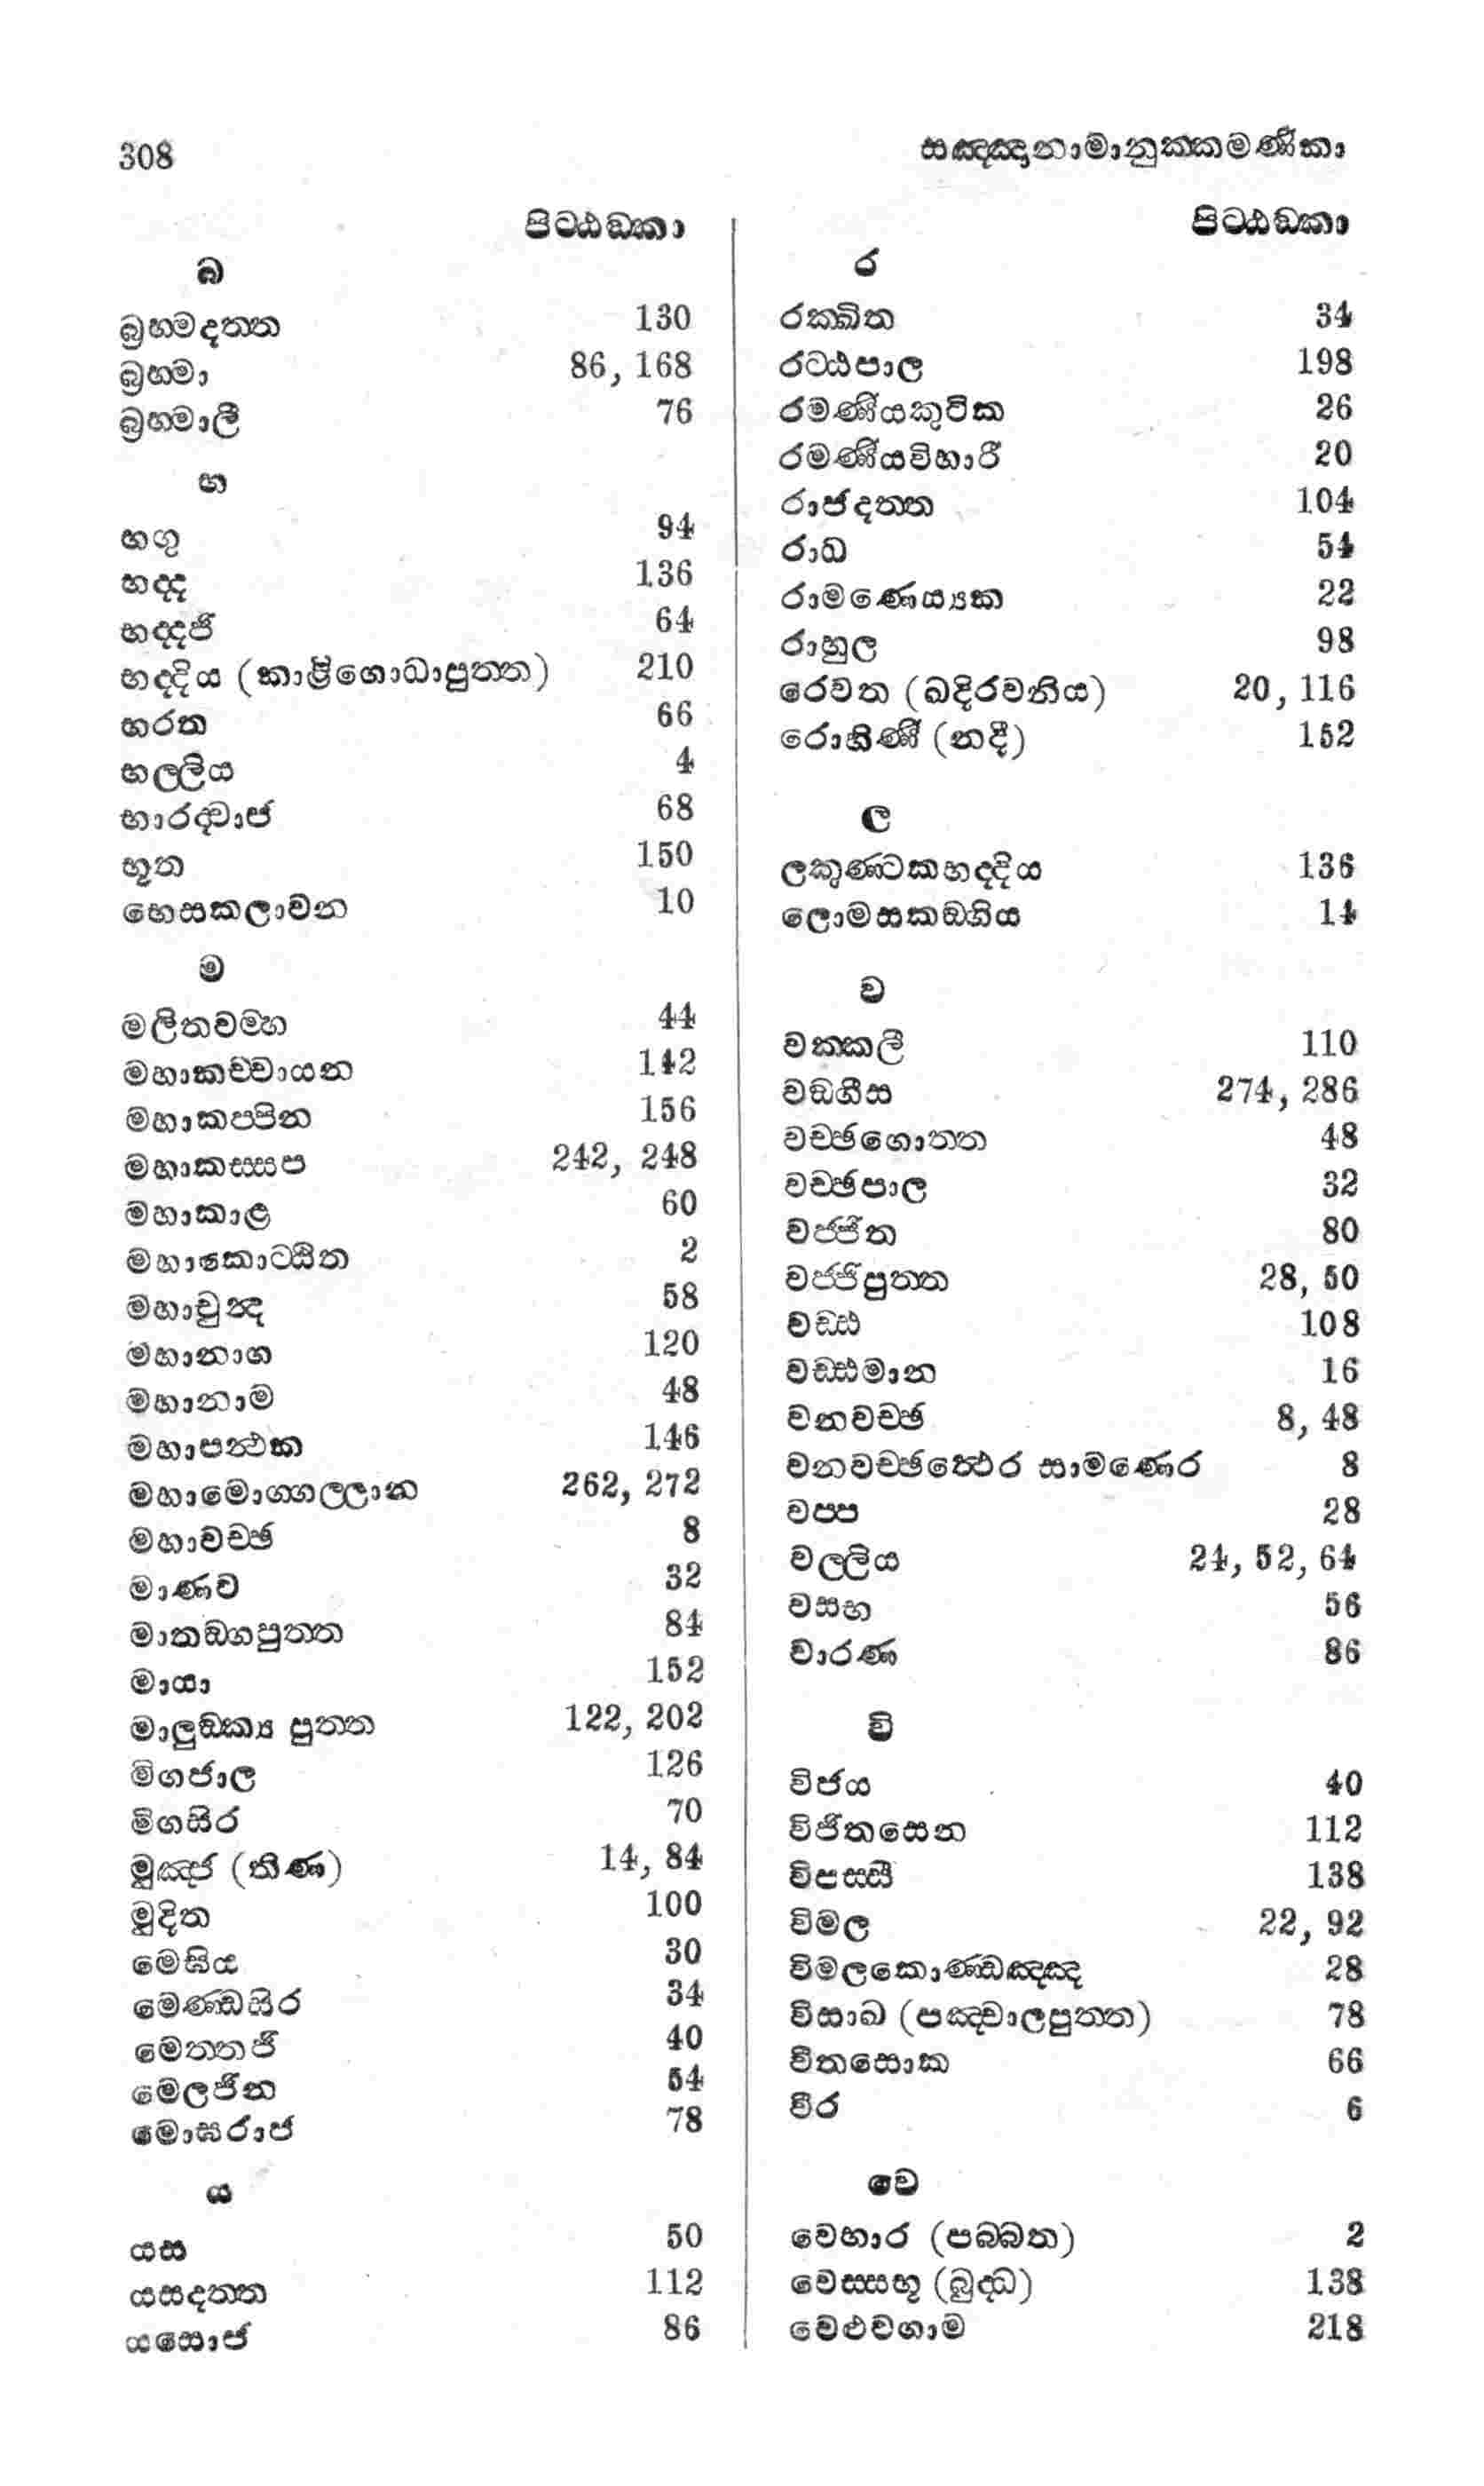 308
සඤ්ඤානාමානුක්කමණිකා
පිට්ඨඞ්කා
බ
බ්‍රහ්මදත්ත 130
බ්‍රහ්මා 86, 168
බ්‍රහ්මාලී 76
භ
භගු 94
භද්ද 136
භද්දජි 64
භද්දිය (කාළිගොධාපුත්ත) 210
භරත 66
භල්ලිය 4
භාරද්වාජ 68
භූත 150
භෙසකලාවන 10
ම
මලිතවම්භ 44
මහාකච්චායන 142
මහාකප්පින 156
මහාකස්සප 242, 248
මහාකාළ 60
මහාකොට්ඨිත 2
මහාචුන්ද 58
මහානාග 120
මහානාම 48
මහාපන්ථක 146
මහාමොග්ගල්ලාන 262, 272
මහාවච්ඡ 8
මාණව 32
මාතඞ්ගපුත්ත 84
මායා 152
මාලුඞ්ක්‍ය පුත්ත 122, 202
මිගජාල 126
මිගසිර 70
මුඤ්ජ (තිණ) 14, 84
මුදිත 100
මෙඝිය 30
මෙණ්ඩසිර 34
මෙත්තජි 40
මෙලජින 54
මොඝරාජ 78
ය
යස 50
යසදත්ත 112
යසොජ 86
පිට්ඨඞ්කා
ර
රක්ඛිත 34
රට්ඨපාල 198
රමණීයකුටික 26
රමණීයවිහාරී 20
රාජදත්ත 104
රාධ 54
රාමණෙය්‍යක 22
රාහුල 98
රෙවත (ඛදිරවනිය) 20, 116
රොහිණී (නදී) 152
ල
ලකුණ්ටකභද්දිය 136
ලොමසකඞ්ගිය 14
ව
වක්කලී 110
වඞ්ගීස 274, 286
වච්ඡගොත්ත 48
වච්ඡපාල 32
වජ්ජිත 80
වජ්ජිපුත්ත 28, 50
වඩ්ඪ 108
වඩ්ඪමාන 16
වනවච්ඡ 8, 48
වනවච්ඡත්ථෙර සාමණෙර 8
වප්ප 28
වල්ලිය 24, 52, 64
වසභ 56
වාරණ 86
වි
විජය 40
විජිතසෙන 112
විපස්සී 138
විමල 22, 92
විමලකොණ්ඩඤ්ඤ 28
විසාඛ (පඤ්චාලපුත්ත) 78
වීතසොක 66
වීර 6
වෙ
වෙභාර (පබ්බත) 2
වෙස්සභූ (බුද්ධ) 138
වෙළුවගාම 218